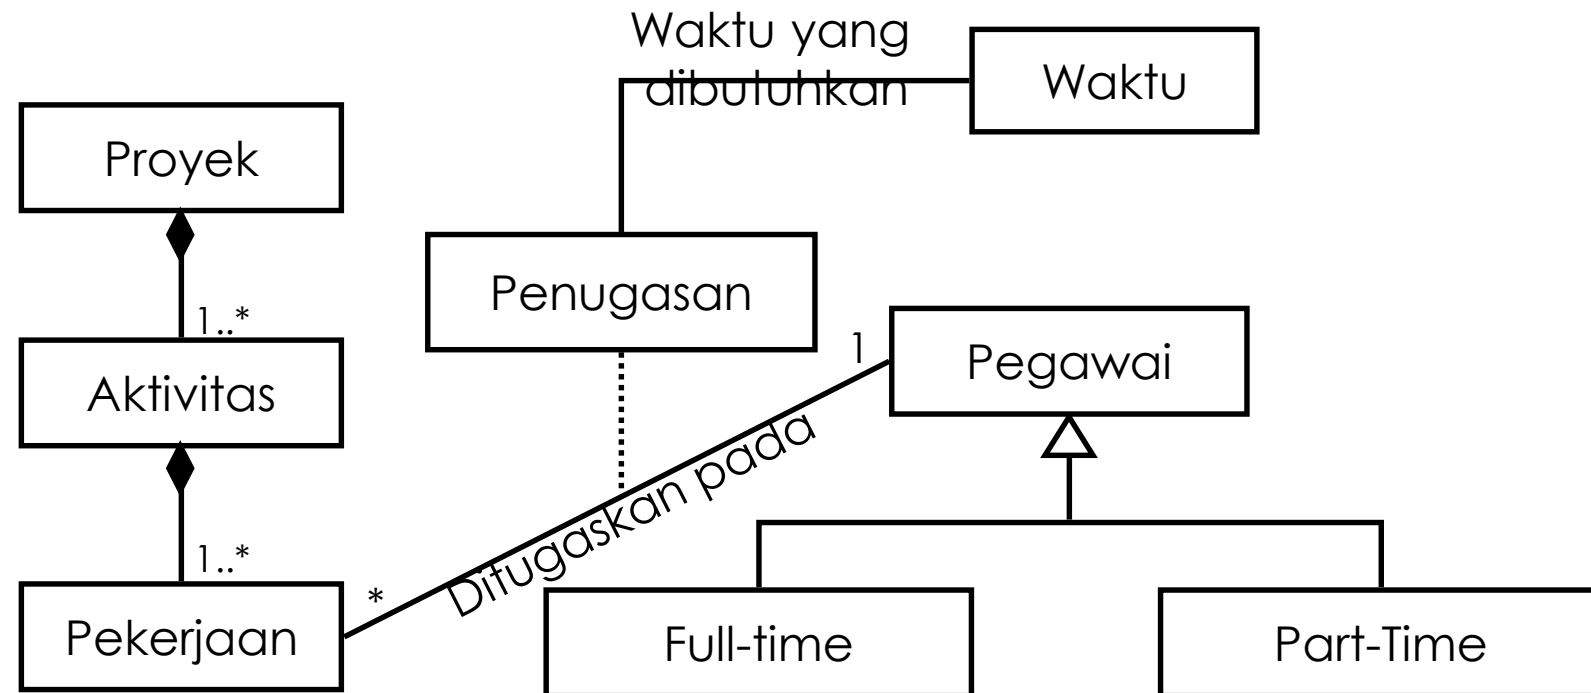 Waktu yang
dibutuhkan
Waktu
Proyek
Penugasan
1..*
1
Pegawai
Aktivitas
Ditugaskan pada
1..*
*
Pekerjaan
Full-time
Part-Time